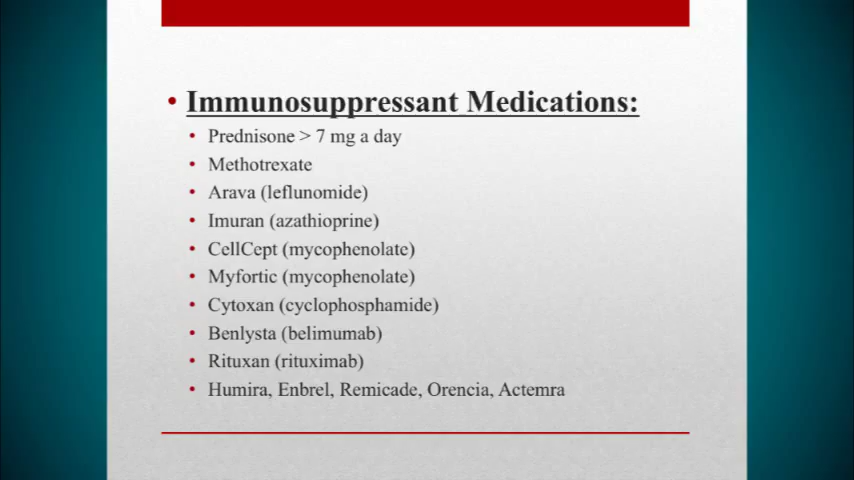 • Immunosuppressant Medications:
• Prednisone > 7 mg a day
• Methotrexate
• Arava (leflunomide)
• Imuran (azathioprine)
• CellCept (mycophenolate)
• Myfortic (mycophenolate)
• Cytoxan (cyclophosphamide)
• Benlysta (belimumab)
• Rituxan (rituximab)
• Humira, Enbrel, Remicade, Orencia, Actemra